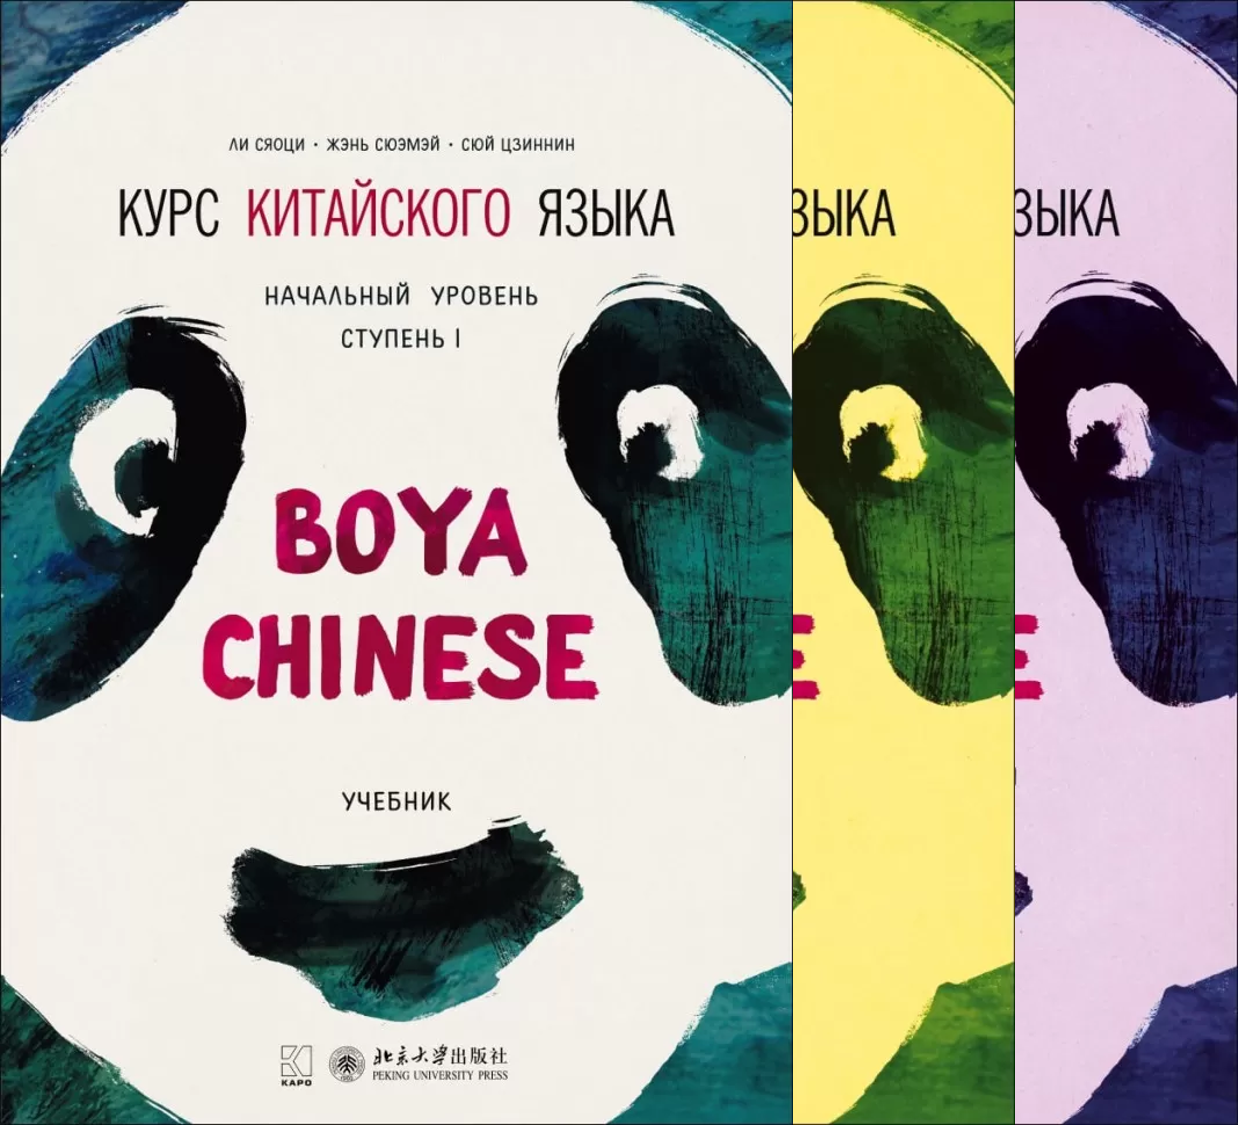 ЛИ СЯОЦИ · ЖЭНЬ СЮЭМЭЙ · СЮЙ ЦЗИННИН
КУРС КИТАЙСКОГО ЯЗЫКА
ЗЫКА
ЗЫКА
НАЧАЛЬНЫЙ УРОВЕНЬ
СТУПЕНЬ I
BOYA
CHINESE
E
E
УЧЕБНИК
КАРО
北京大学出版社
PEKING UNIVERSITY PRESS